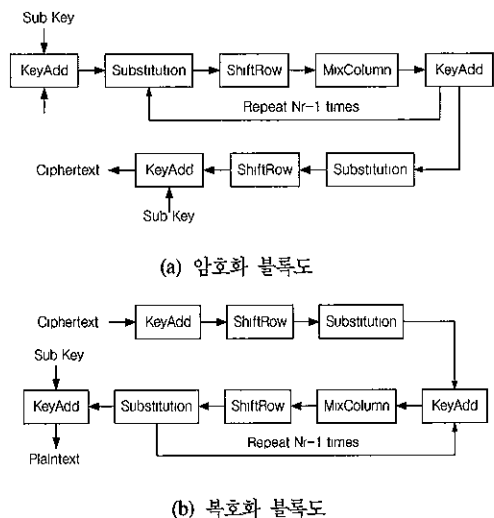 Sub Key
KeyAdd Substitution ShiftRow MixColumn KeyAdd
Repeat Nr-1 times
Ciphertext KeyAdd ShiftRow Substitution
Sub Key
(a) 암호화 블록도
Ciphertext KeyAdd ShiftRow Substitution
Sub Key
KeyAdd Substitution ShiftRow MixColumn KeyAdd
Plaintext
Repeat Nr-1 times
(b) 복호화 블록도